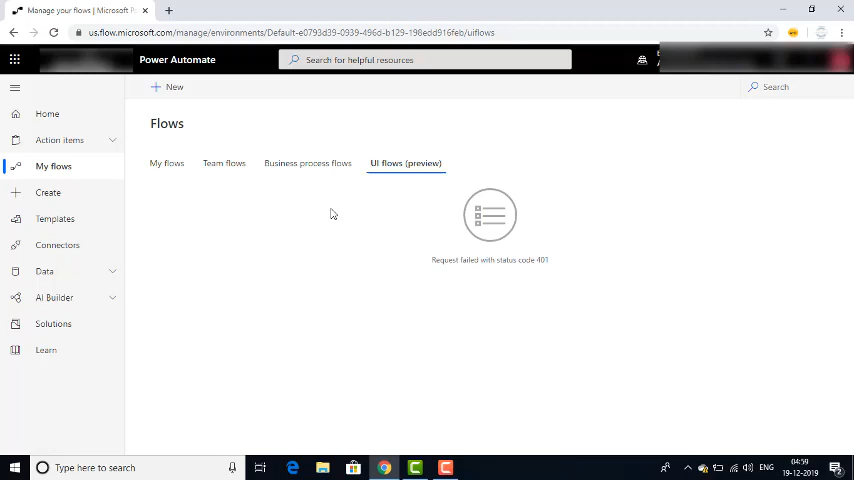 Manage your flows | Microsoft P
us.flow.microsoft.com/manage/environments/Default-e0793d39-0939-496d-b129-198edd916feb/uiflows
Power Automate
Search for helpful resources
New
Search
Home
Action items
My flows
Create
Templates
Connectors
Data
AI Builder
Solutions
Learn
Flows
My flows Team flows Business process flows UI flows (preview)
Request failed with status code 401
Type here to search
ENG
04:59
19-12-2019
2